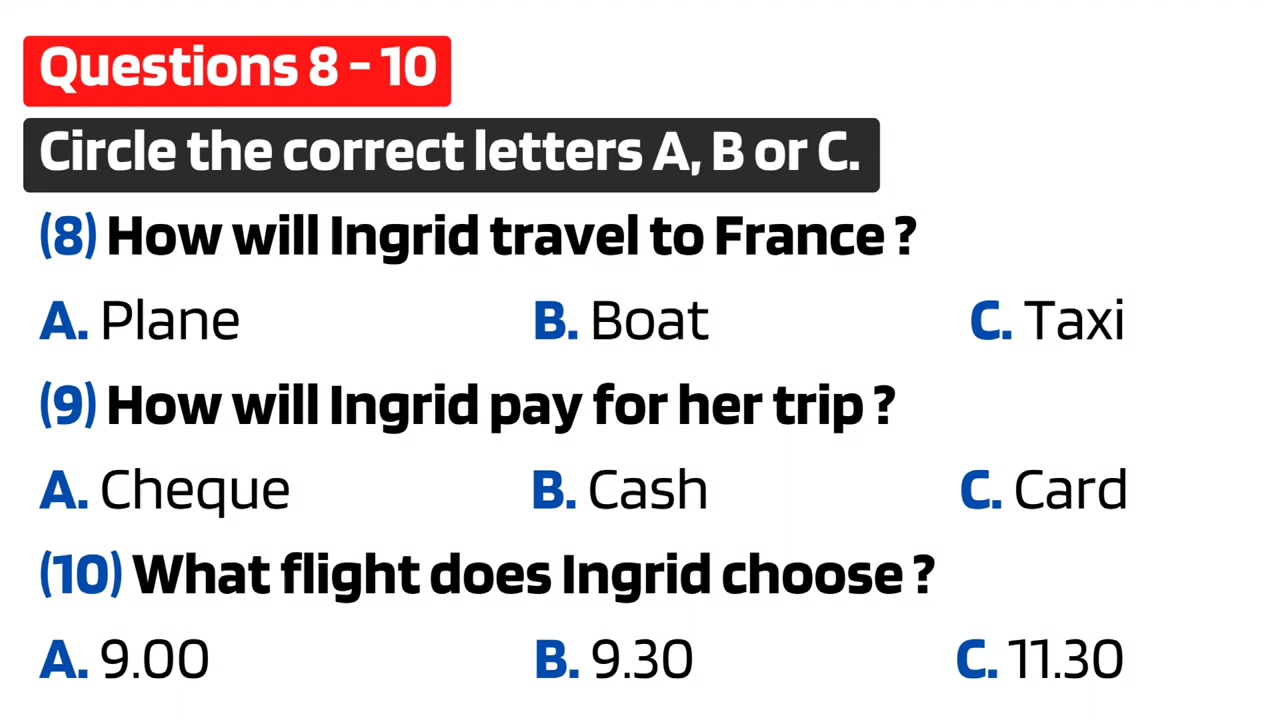 Questions 8 - 10
Circle the correct letters A, B or C.
(8) How will Ingrid travel to France ?
A. Plane B. Boat C. Taxi
(9) How will Ingrid pay for her trip ?
A. Cheque B. Cash C. Card
(10) What flight does Ingrid choose ?
A. 9.00 B. 9.30 C. 11.30